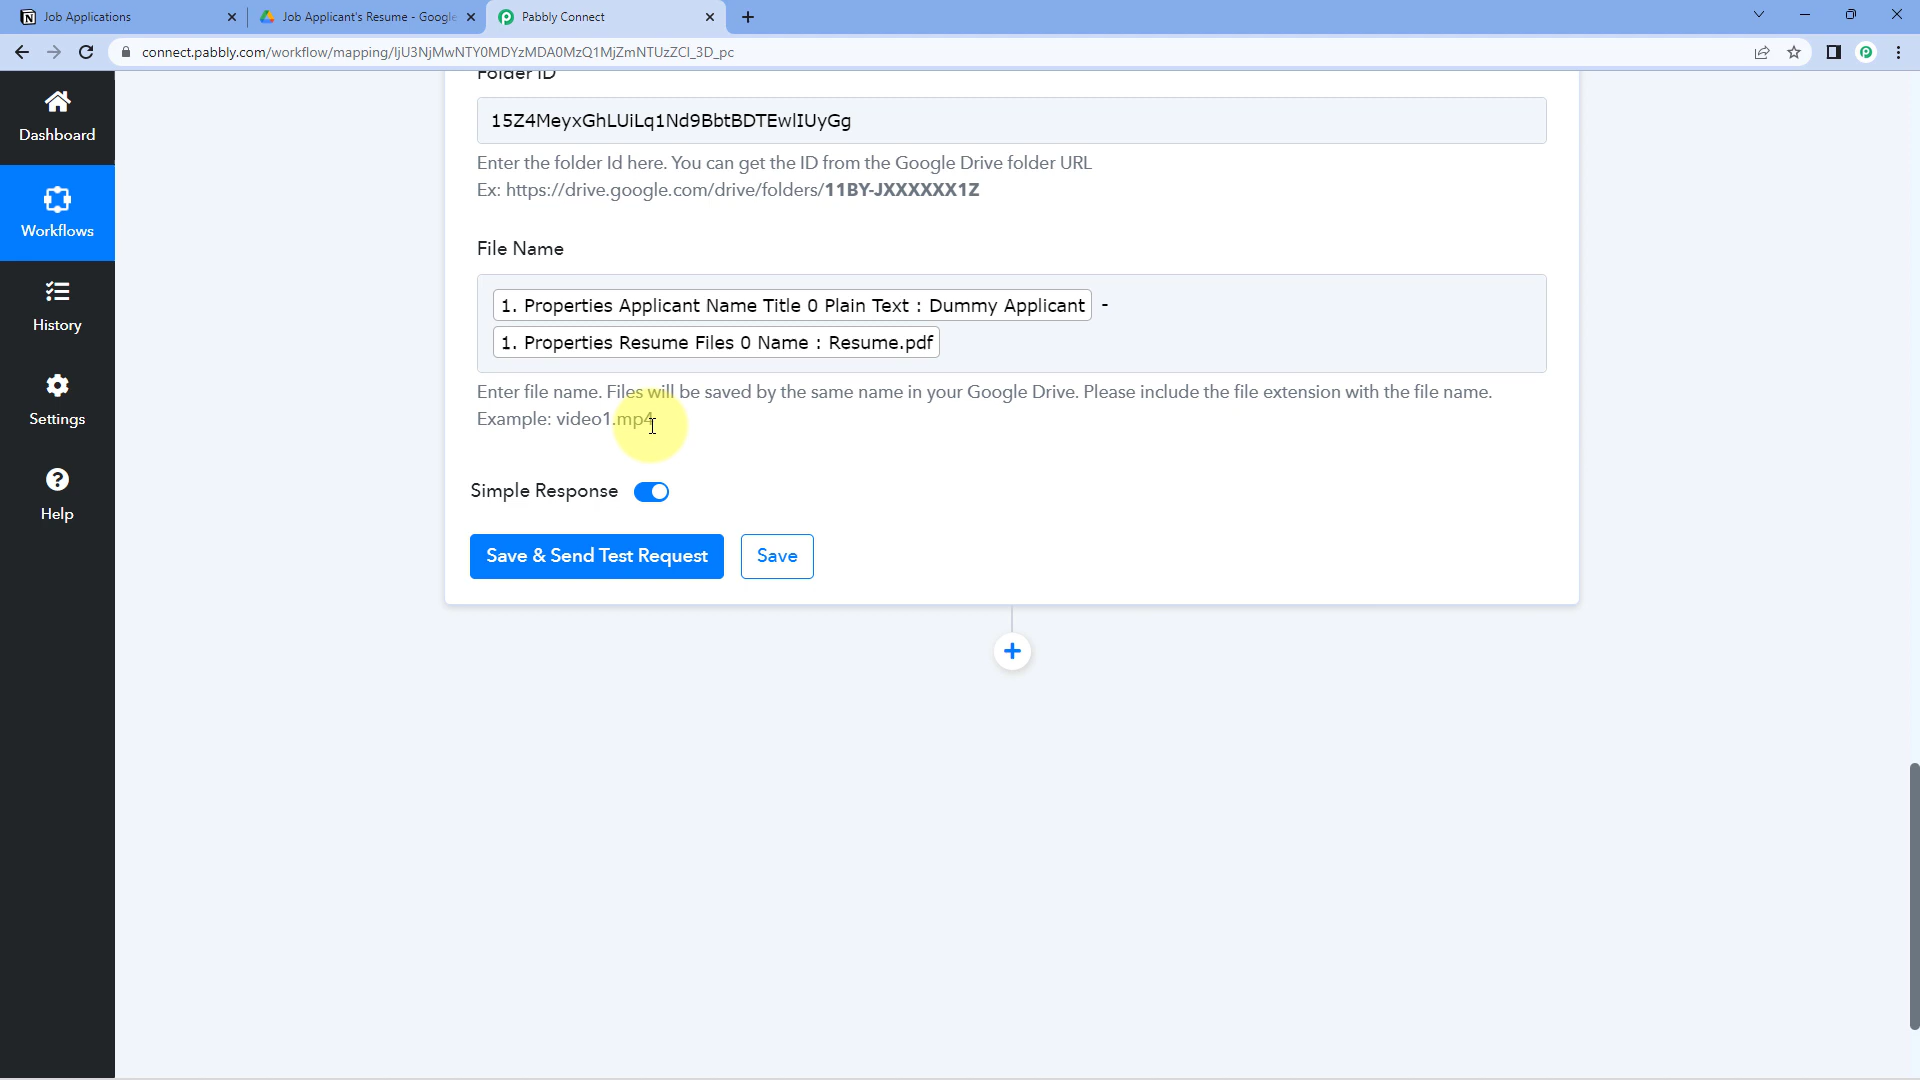 Job Applications
Job Applicant's Resume - Google
Pabbly Connect
connect.pabbly.com/workflow/mapping/IjU3NjMwNTY0MDYzMDA0MzQ1MjZmNTUzZCI_3D_pc
Dashboard
Workflows
History
Settings
Help
Folder ID
15Z4MeyxGhLUiLq1Nd9BbtBDTEwlIUyGg
Enter the folder Id here. You can get the ID from the Google Drive folder URL
Ex: https://drive.google.com/drive/folders/11BY-JXXXXXX1Z
File Name
1. Properties Applicant Name Title 0 Plain Text : Dummy Applicant -
1. Properties Resume Files 0 Name : Resume.pdf
Enter file name. Files will be saved by the same name in your Google Drive. Please include the file extension with the file name.
Example: video1.mp4
Simple Response
Save & Send Test Request
Save